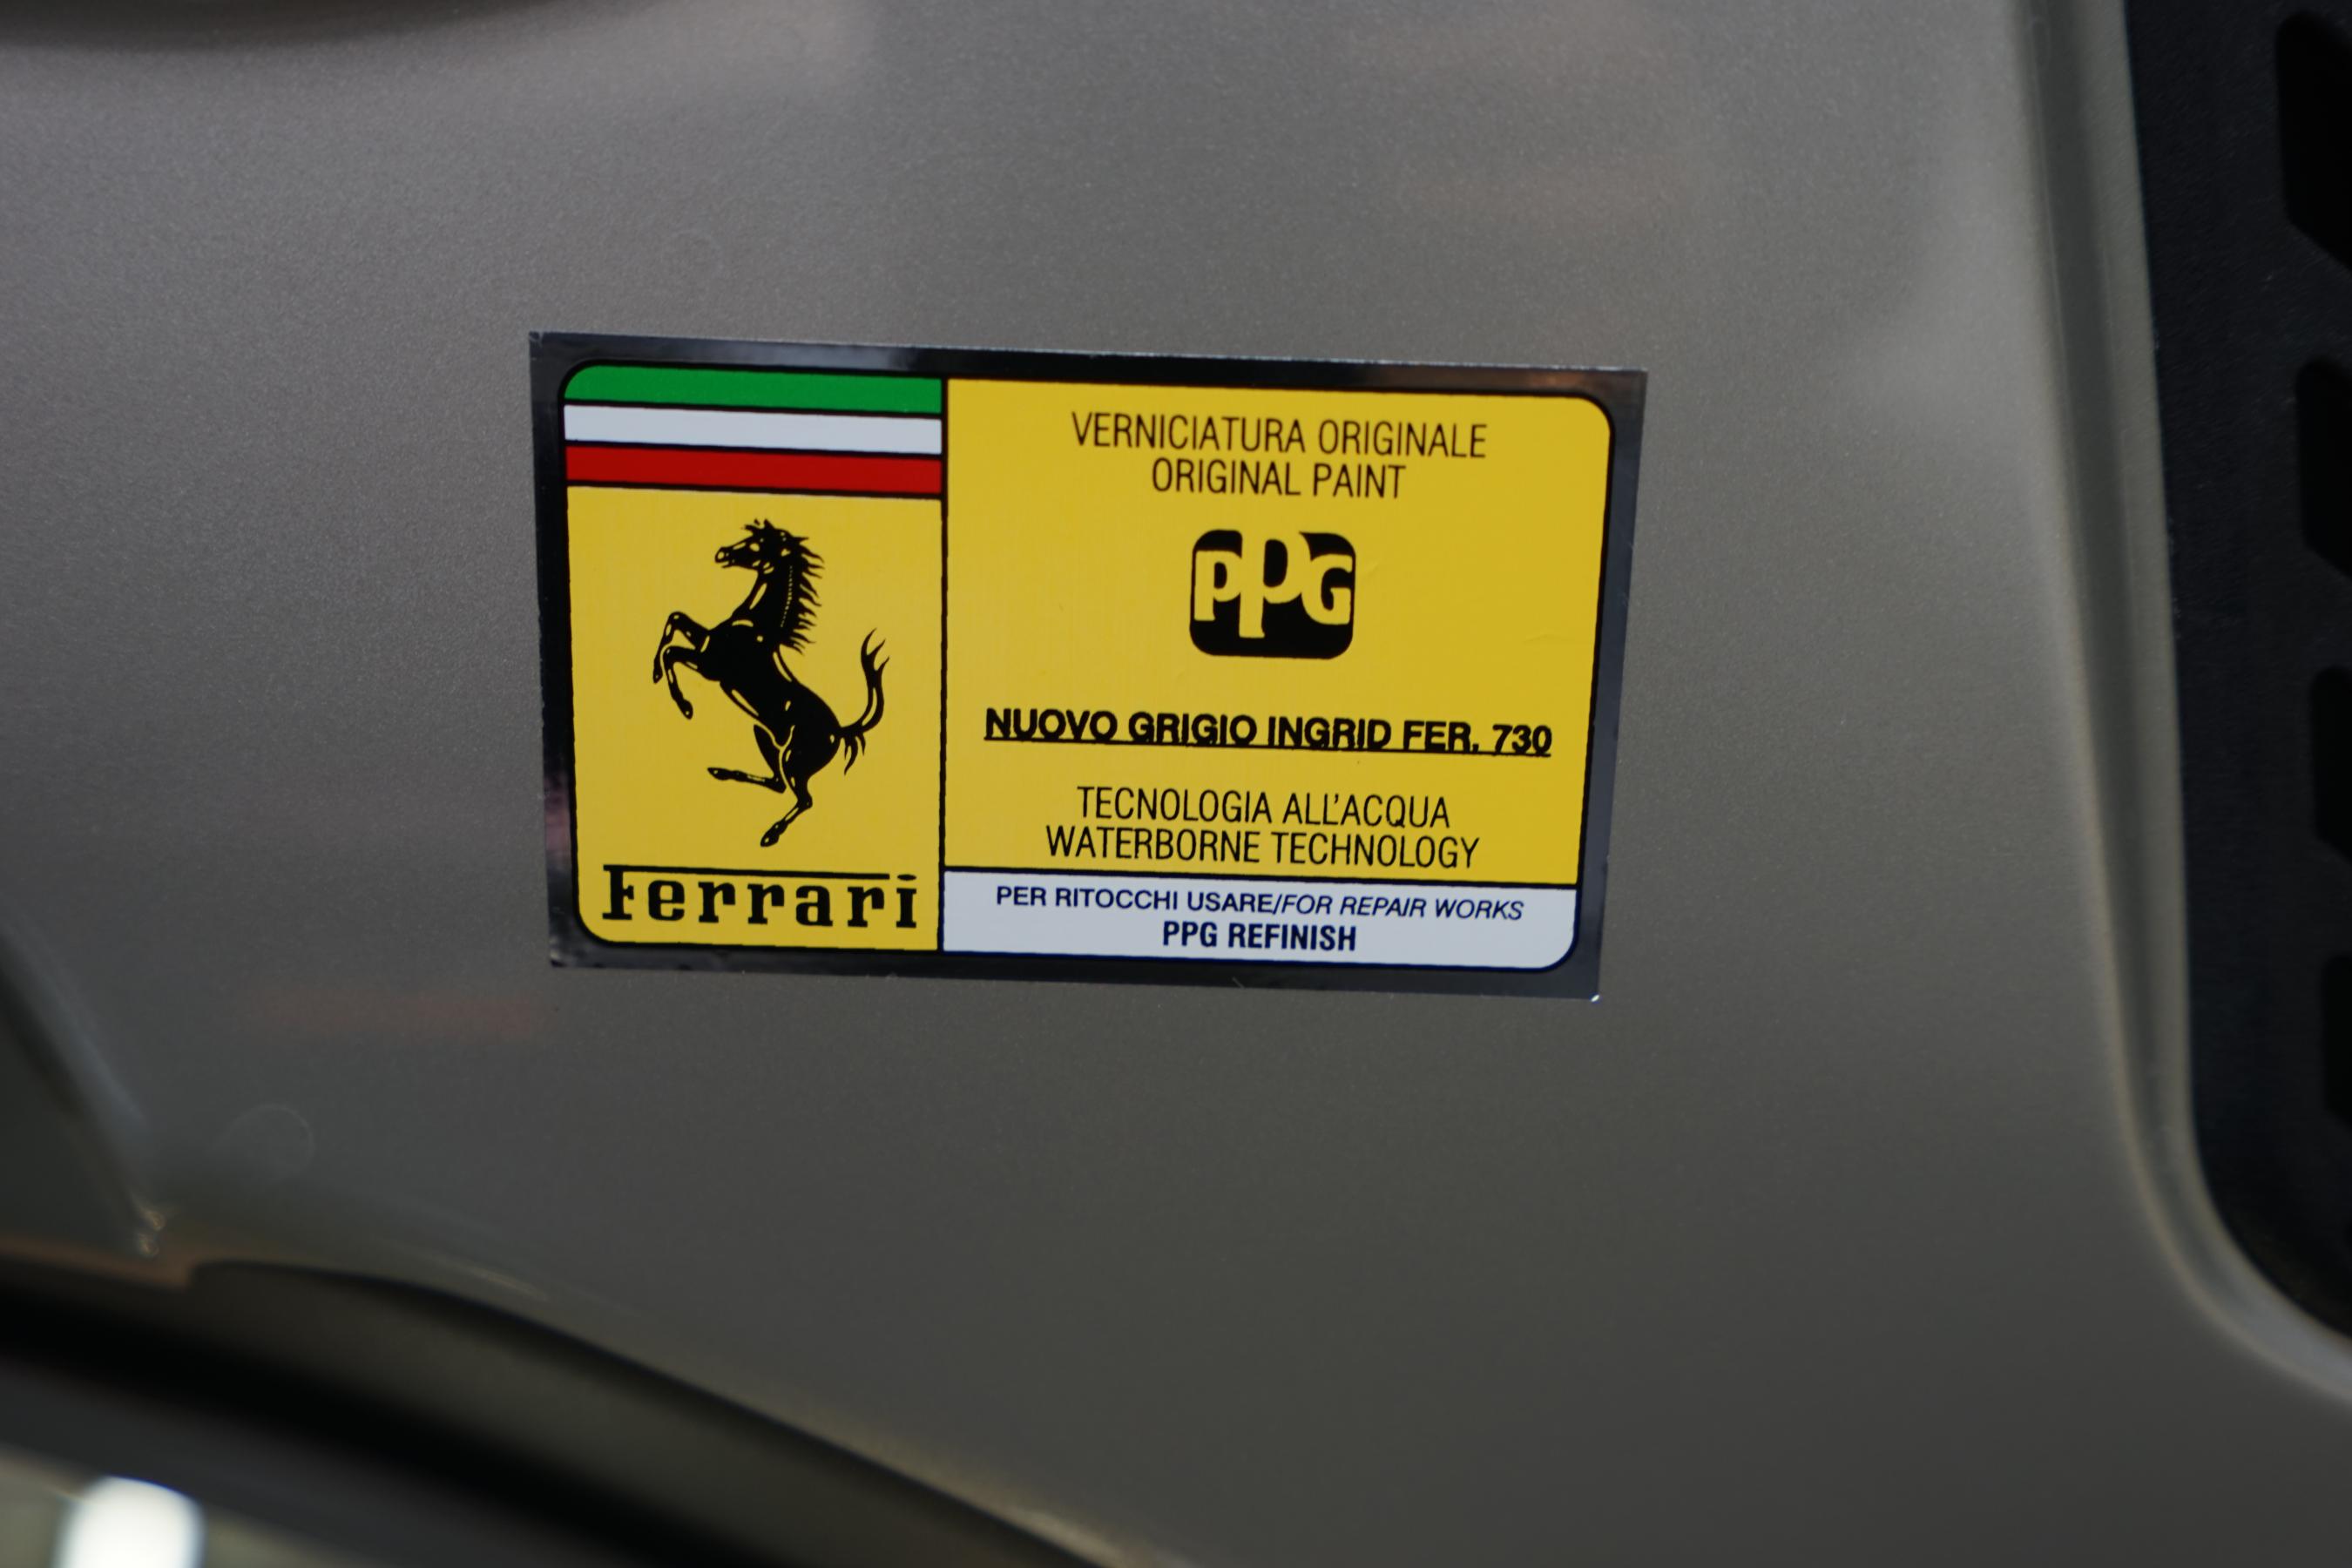 Ferrari
VERNICIATURA ORIGINALE
ORIGINAL PAINT
PPG
NUOVO GRIGIO INGRID FER. 730
TECNOLOGIA ALL'ACQUA
WATERBORNE TECHNOLOGY
PER RITOCCHI USARE/FOR REPAIR WORKS
PPG REFINISH